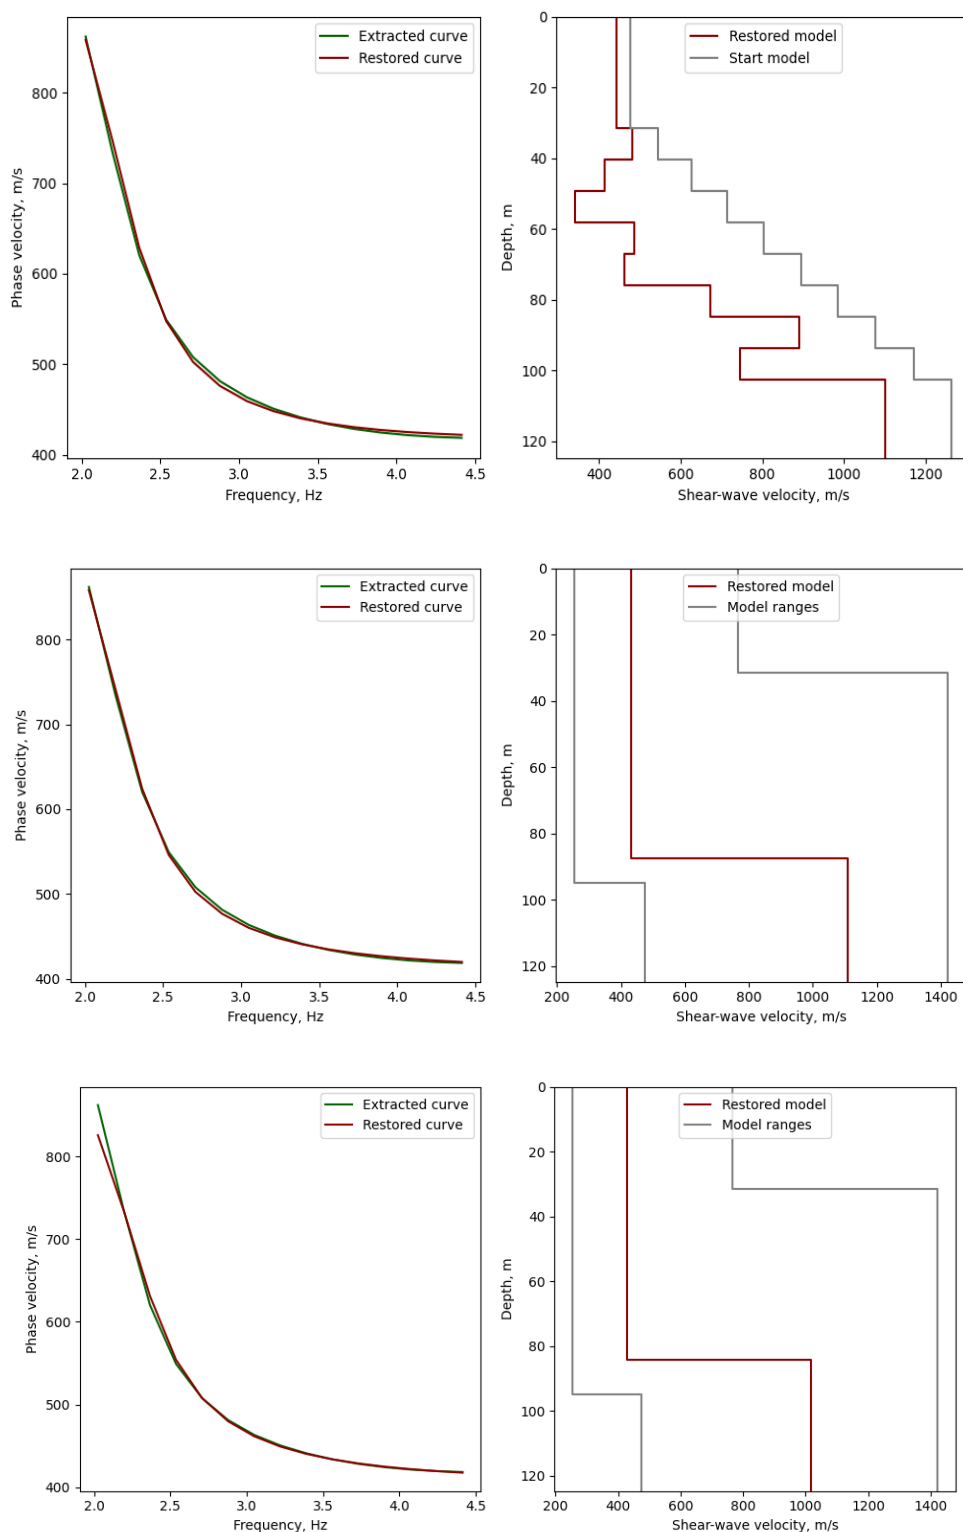 Extracted curve
Restored curve
800
700
600
500
400
Phase velocity, m/s
2.0 2.5 3.0 3.5 4.0 4.5
Frequency, Hz
Restored model
Start model
0
20
40
60
80
100
120
Depth, m
400 600 800 1000 1200
Shear-wave velocity, m/s
Extracted curve
Restored curve
800
700
600
500
400
Phase velocity, m/s
2.0 2.5 3.0 3.5 4.0 4.5
Frequency, Hz
Restored model
Model ranges
0
20
40
60
80
100
120
Depth, m
200 400 600 800 1000 1200 1400
Shear-wave velocity, m/s
Extracted curve
Restored curve
800
700
600
500
400
Phase velocity, m/s
2.0 2.5 3.0 3.5 4.0 4.5
Frequency, Hz
Restored model
Model ranges
0
20
40
60
80
100
120
Depth, m
200 400 600 800 1000 1200 1400
Shear-wave velocity, m/s